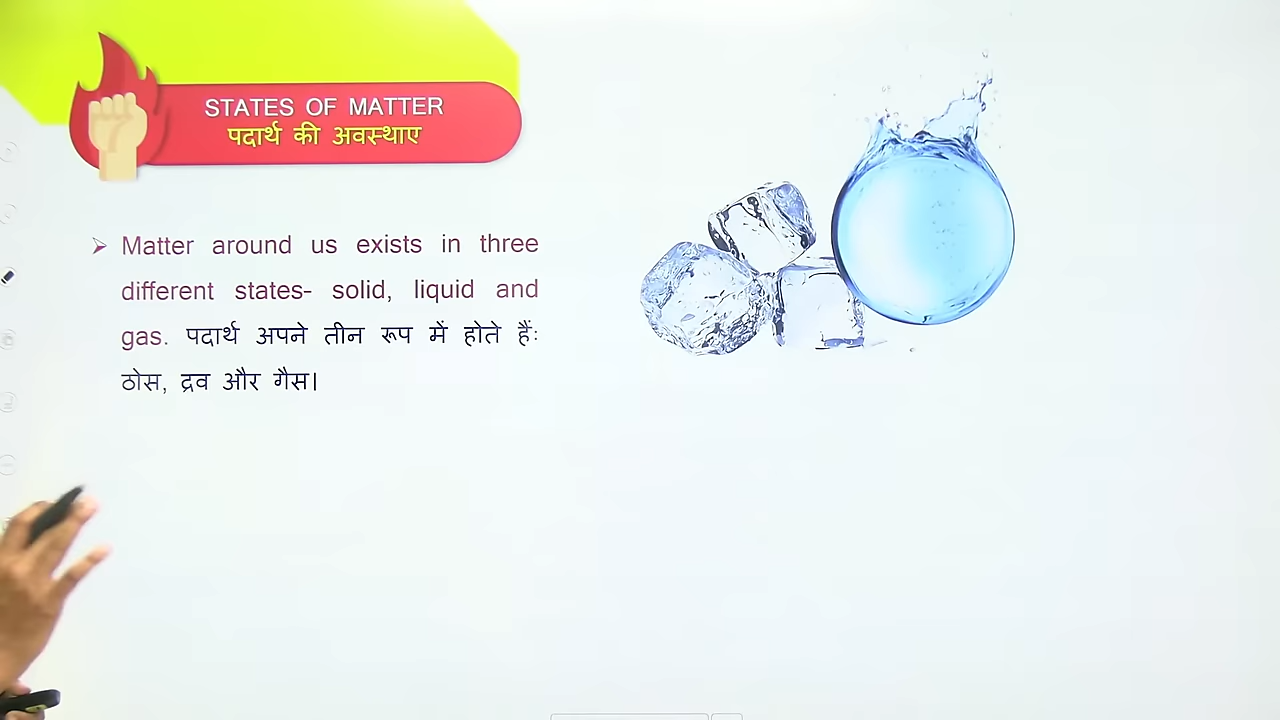 STATES OF MATTER
पदार्थ की अवस्थाए
Matter around us exists in three
different states- solid, liquid and
gas. पदार्थ अपने तीन रूप में होते हैं:
ठोस, द्रव और गैस।